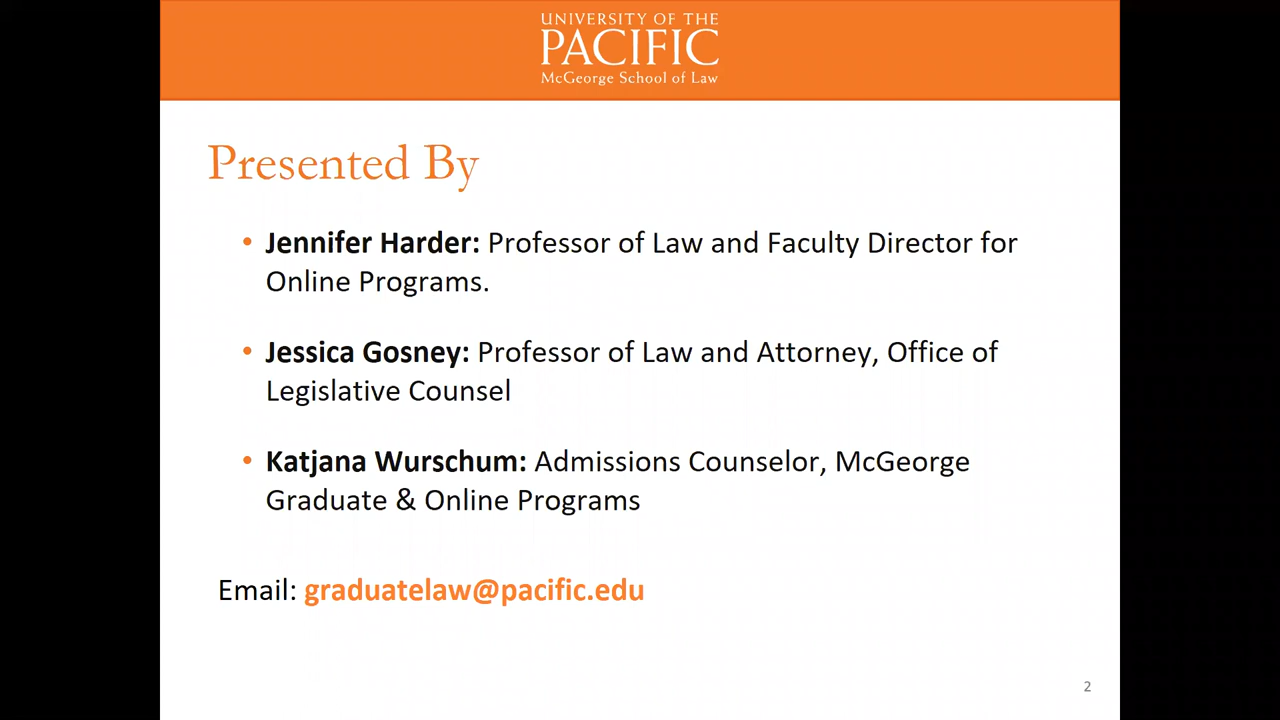 UNIVERSITY OF THE
PACIFIC
McGeorge School of Law
Presented By
• Jennifer Harder: Professor of Law and Faculty Director for
Online Programs.
• Jessica Gosney: Professor of Law and Attorney, Office of
Legislative Counsel
• Katjana Wurschum: Admissions Counselor, McGeorge
Graduate & Online Programs
Email: graduatelaw@pacific.edu
2